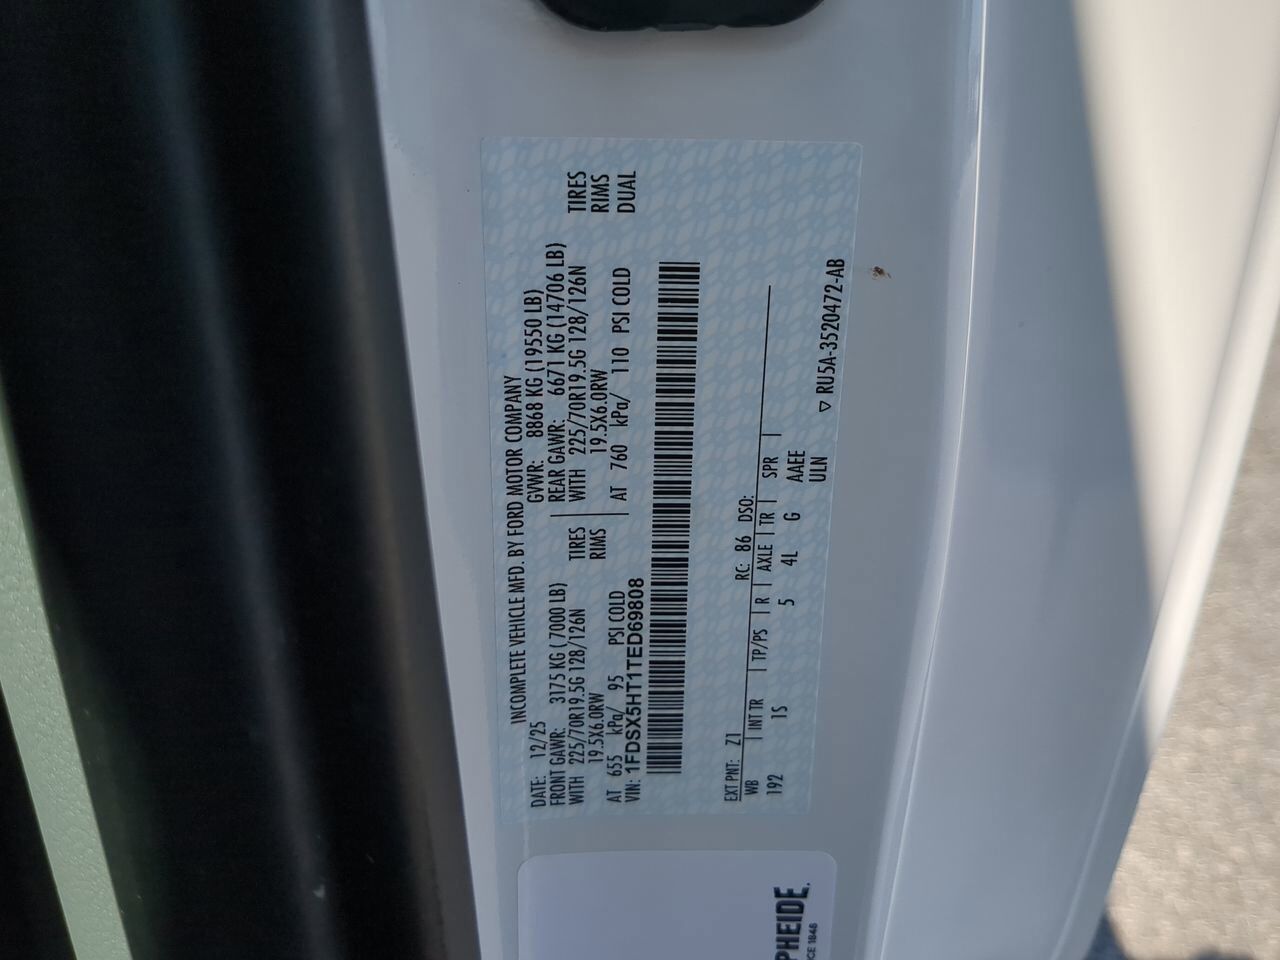 INCOMPLETE VEHICLE MFD. BY FORD MOTOR COMPANY
DATE: 12/25 GVWR: 8868 KG (19550 LB)
FRONT GAWR: 3175 KG ( 7000 LB) REAR GAWR: 6671 KG (14706 LB)
WITH 225/70R19.5G 128/126N TIRES WITH 225/70R19.5G 128/126N TIRES
19.5X6.0RW RIMS 19.5X6.0RW RIMS
AT 655 kPa/ 95 PSI COLD AT 760 kPa/ 110 PSI COLD DUAL
VIN: 1FDSX5HT1TED69808
EXT PNT: Z1 RC: 86 DSO:
WB INT TR TP/PS R AXLE TR SPR
192 1S 5 4L G AAEE
ULN
▽ RU5A-3520472-AB
PHEIDE.
CE 1848